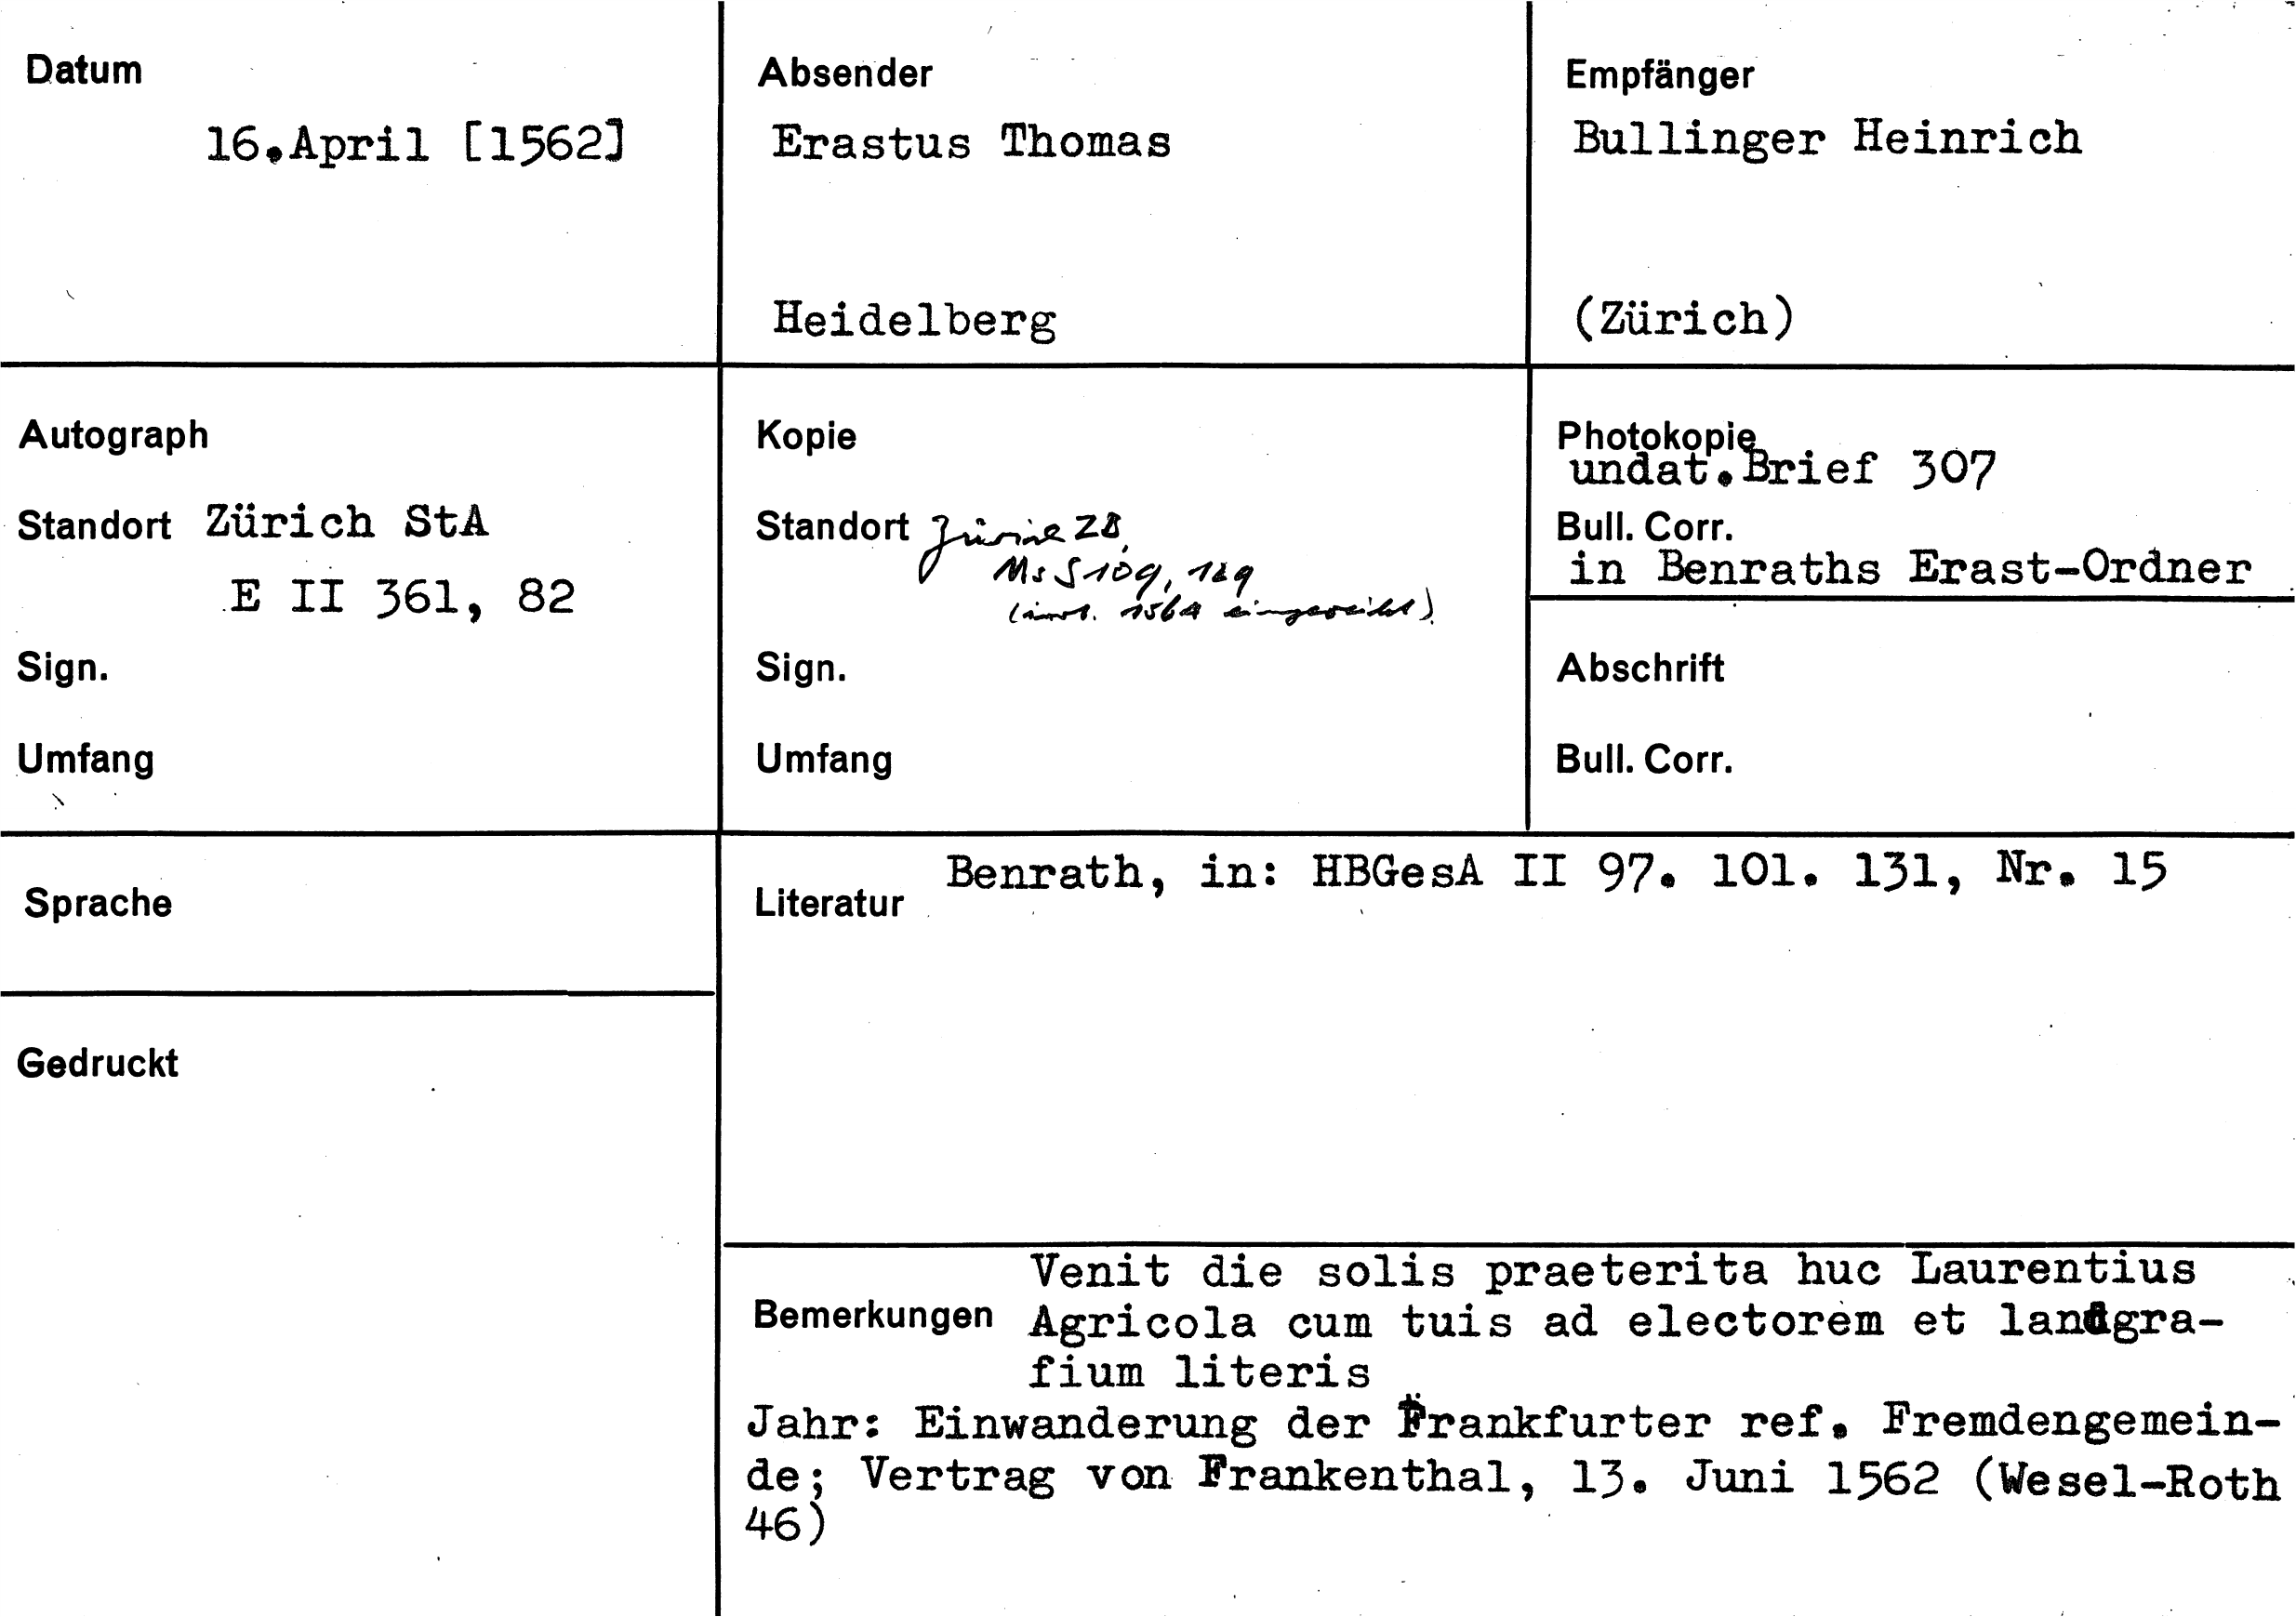 Datum
16.April [1562]
Absender
Erastus Thomas
Heidelberg
Empfänger
Bullinger Heinrich
(Zürich)
Autograph
Standort Zürich StA
E II 361, 82
Sign.
Umfang
Kopie
Standort Zürich ZB,
Ms S 109, 129
1564 eingereiht).
Sign.
Umfang
Photokopie
undat.Brief 307
Bull. Corr.
in Benraths Erast-Ordner
Abschrift
Bull. Corr.
Sprache
Gedruckt
Benrath, in: HBGesA II 97. 101. 131, Nr. 15
Literatur
Venit die solis praeterita huc Laurentius
Bemerkungen Agricola cum tuis ad electorem et landgra-
fium literis
Jahr: Einwanderung der Frankfurter ref. Fremdengemein-
de; Vertrag von Frankenthal, 13. Juni 1562 (Wesel-Roth
46)